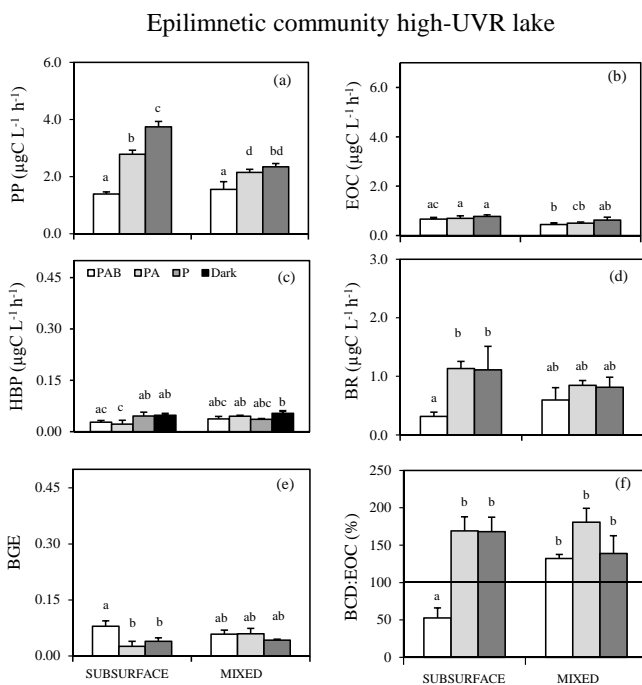 Epilimnetic community high-UVR lake
PP (µgC L⁻¹ h⁻¹)
6.0
4.0
2.0
0.0
(a)
a
b
c
a
d
bd
EOC (µgC L⁻¹ h⁻¹)
6.0
4.0
2.0
0.0
(b)
ac
a
a
b
cb
ab
HBP (µgC L⁻¹ h⁻¹)
0.45
0.30
0.15
0.00
PAB PA P Dark
(c)
ac
c
ab
ab
abc
ab
abc
b
BR (µgC L⁻¹ h⁻¹)
3.0
2.0
1.0
0.0
(d)
a
b
b
ab
ab
ab
BGE
0.45
0.30
0.15
0.00
(e)
a
b
b
ab
ab
ab
SUBSURFACE
MIXED
BCD:EOC (%)
250
200
150
100
50
0
(f)
a
b
b
b
b
b
SUBSURFACE
MIXED